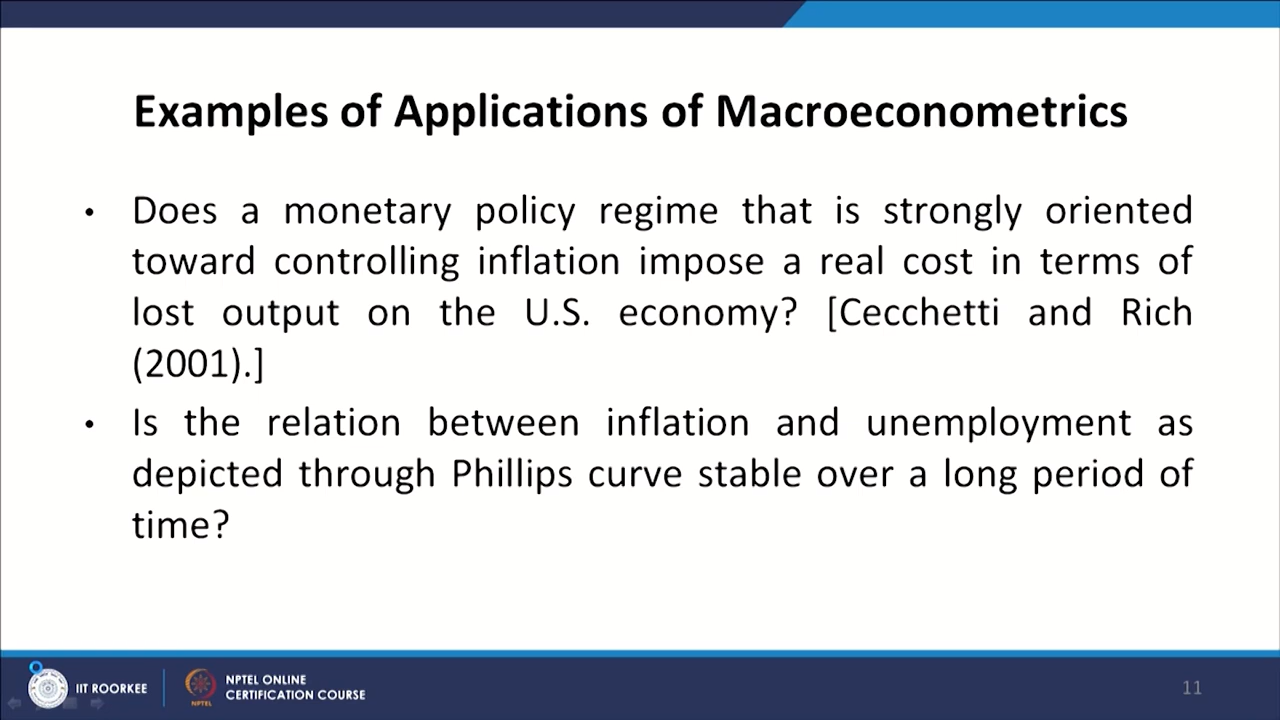 Examples of Applications of Macroeconometrics
• Does a monetary policy regime that is strongly oriented
toward controlling inflation impose a real cost in terms of
lost output on the U.S. economy? [Cecchetti and Rich
(2001).]
• Is the relation between inflation and unemployment as
depicted through Phillips curve stable over a long period of
time?
IIT ROORKEE
NPTEL
NPTEL ONLINE
CERTIFICATION COURSE
11